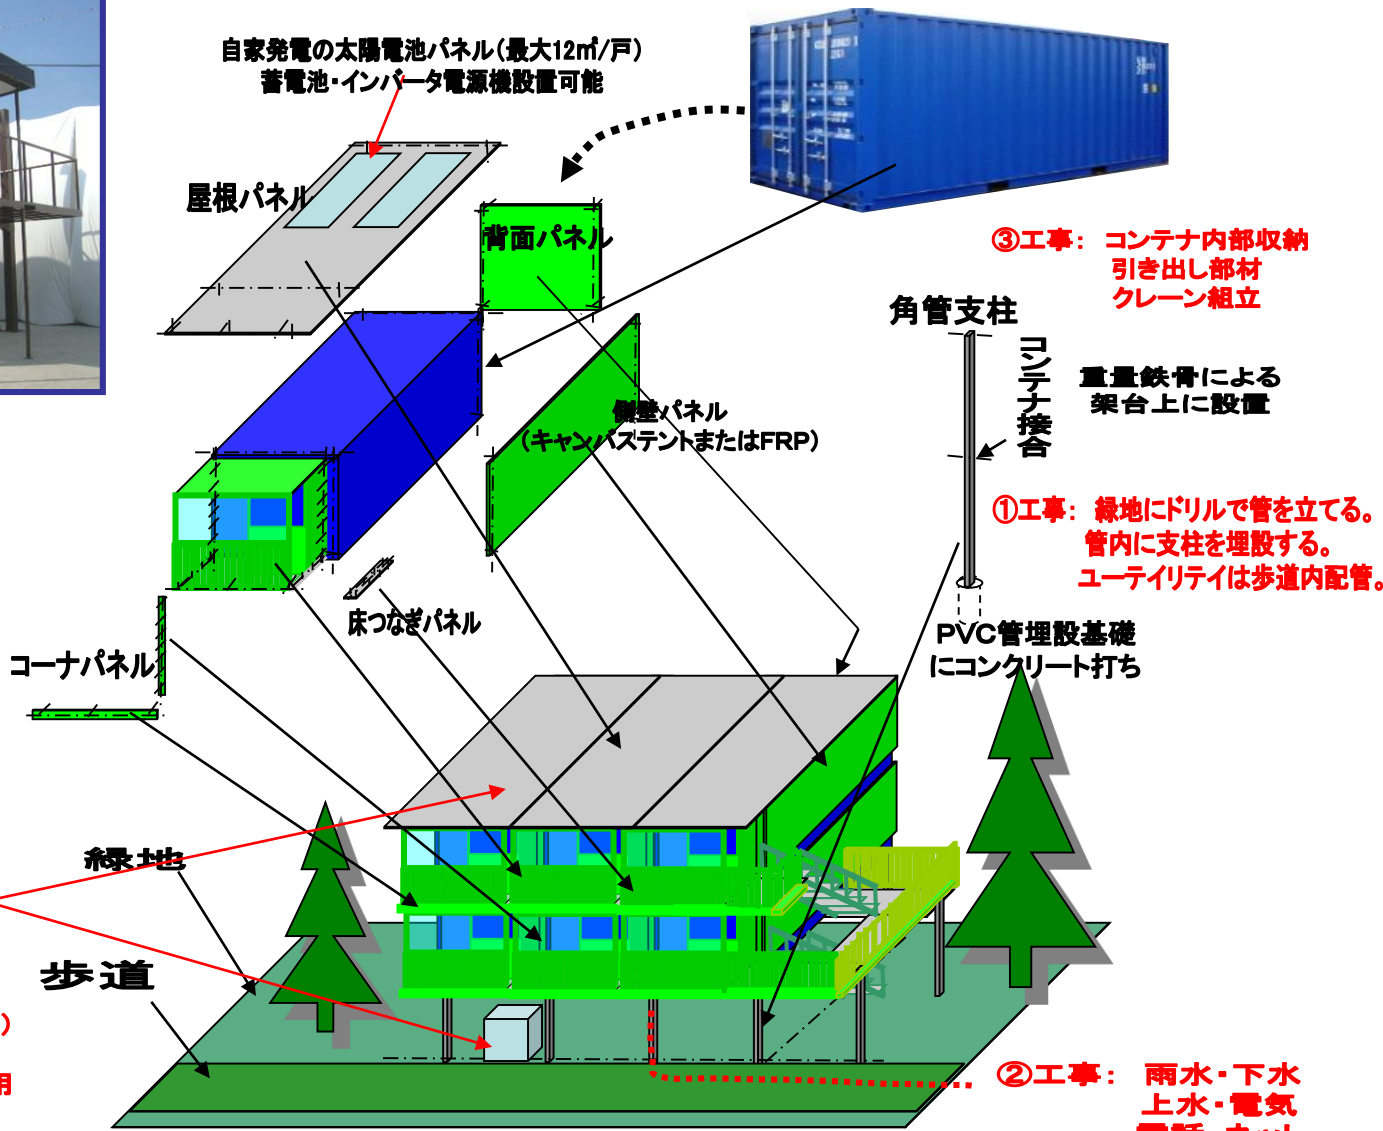 自家発電の太陽電池パネル(最大12㎡/戸)
蓄電池・インバータ電源機設置可能
屋根パネル
背面パネル
③工事: コンテナ内部収納
引き出し部材
クレーン組立
角管支柱
コンテナ接合
重量鉄骨による
架台上に設置
側壁パネル
(キャンバステントまたはFRP)
①工事: 緑地にドリルで管を立てる。
管内に支柱を埋設する。
ユーテイリテイは歩道内配管。
床つなぎパネル
PVC管埋設基礎
にコンクリート打ち
コーナパネル
緑地
歩道
)
用
②工事: 雨水・下水
上水・電気